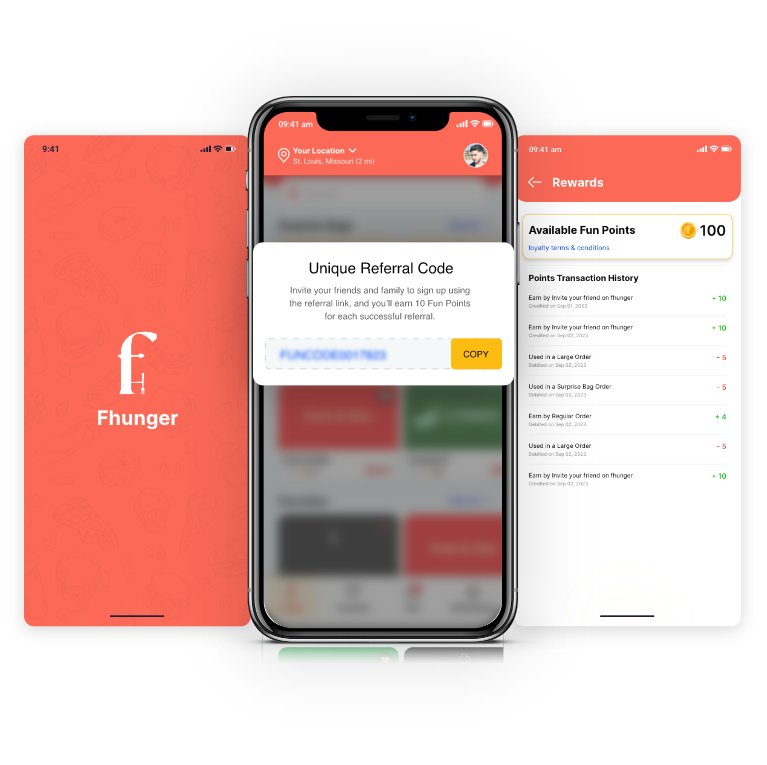 9:41
f
Fhunger
09:41 am
Your Location
St. Louis, Missouri (2 mi)
Unique Referral Code
Invite your friends and family to sign up using
the referral link, and you'll earn 10 Fun Points
for each successful referral.
FUNCODE0017823
COPY
09:41 am
Rewards
Available Fun Points
100
loyalty terms & conditions
Points Transaction History
Earn by Invite your friend on fhunger
+ 10
Credited on Sep 01, 2023
Earn by Invite your friend on fhunger
+ 10
Credited on Sep 02, 2023
Used in a Large Order
- 5
Debited on Sep 02, 2023
Used in a Surprise Bag Order
- 5
Debited on Sep 02, 2023
Earn by Regular Order
+ 4
Debited on Sep 02, 2023
Used in a Large Order
- 5
Debited on Sep 02, 2023
Earn by Invite your friend on fhunger
+ 10
Credited on Sep 02, 2023